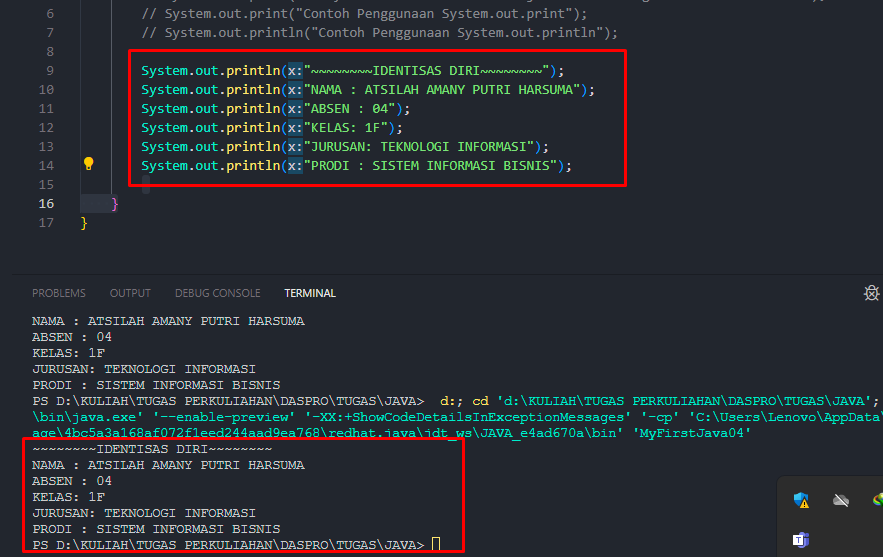 6 // System.out.print("Contoh Penggunaan System.out.print");
7 // System.out.println("Contoh Penggunaan System.out.println");
8
9 System.out.println(x:"~~~~~~~~IDENTISAS DIRI~~~~~~~~");
10 System.out.println(x:"NAMA : ATSILAH AMANY PUTRI HARSUMA");
11 System.out.println(x:"ABSEN : 04");
12 System.out.println(x:"KELAS: 1F");
13 System.out.println(x:"JURUSAN: TEKNOLOGI INFORMASI");
14 System.out.println(x:"PRODI : SISTEM INFORMASI BISNIS");
15
16 }
17 }
PROBLEMS OUTPUT DEBUG CONSOLE TERMINAL
NAMA : ATSILAH AMANY PUTRI HARSUMA
ABSEN : 04
KELAS: 1F
JURUSAN: TEKNOLOGI INFORMASI
PRODI : SISTEM INFORMASI BISNIS
PS D:\KULIAH\TUGAS PERKULIAHAN\DASPRO\TUGAS\JAVA> d:; cd 'd:\KULIAH\TUGAS PERKULIAHAN\DASPRO\TUGAS\JAVA';
\bin\java.exe' '--enable-preview' '-XX:+ShowCodeDetailsInExceptionMessages' '-cp' 'C:\Users\Lenovo\AppData\
age\4bc5a3a168af072f1eed244aad9ea768\redhat.java\jdt_ws\JAVA_e4ad670a\bin' 'MyFirstJava04'
~~~~~~~~IDENTISAS DIRI~~~~~~~~
NAMA : ATSILAH AMANY PUTRI HARSUMA
ABSEN : 04
KELAS: 1F
JURUSAN: TEKNOLOGI INFORMASI
PRODI : SISTEM INFORMASI BISNIS
PS D:\KULIAH\TUGAS PERKULIAHAN\DASPRO\TUGAS\JAVA>